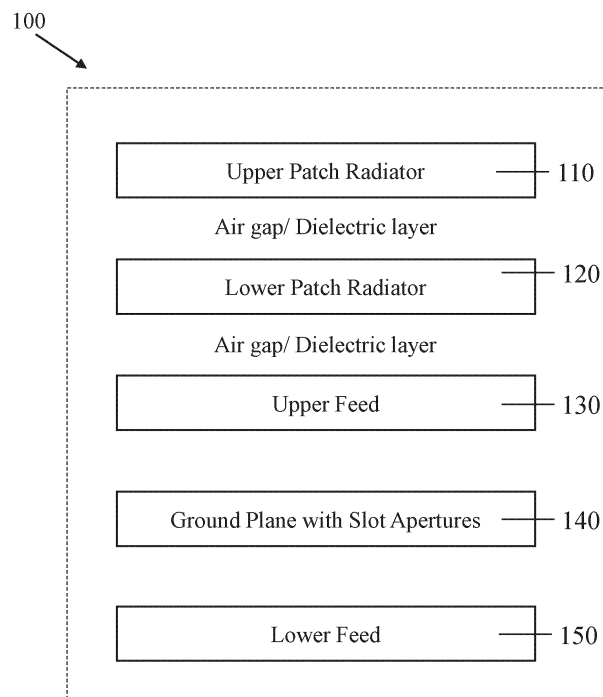 100
Upper Patch Radiator 110
Air gap/ Dielectric layer
Lower Patch Radiator 120
Air gap/ Dielectric layer
Upper Feed 130
Ground Plane with Slot Apertures 140
Lower Feed 150